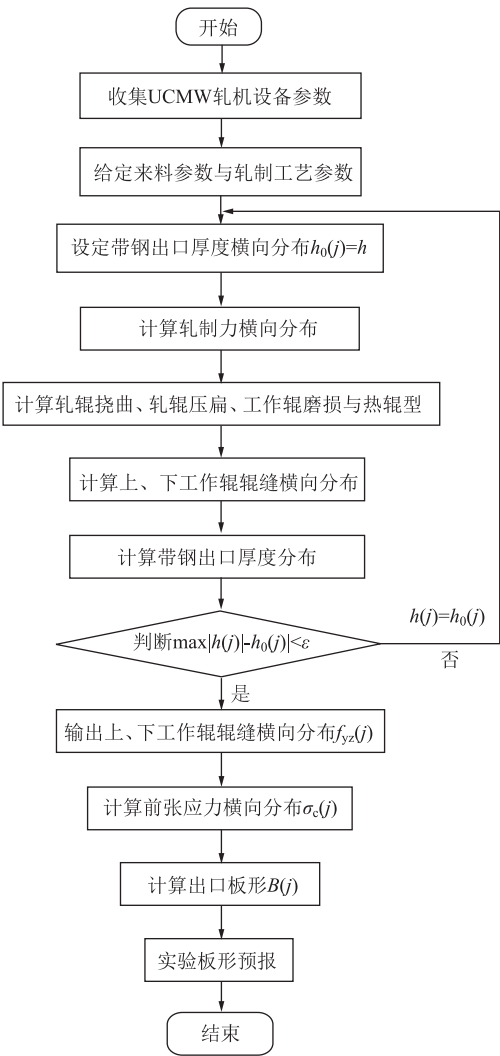 开始
收集UCMW轧机设备参数
给定来料参数与轧制工艺参数
设定带钢出口厚度横向分布h₀(j)=h
计算轧制力横向分布
计算轧辊挠曲、轧辊压扁、工作辊磨损与热辊型
计算上、下工作辊辊缝横向分布
计算带钢出口厚度分布
h(j)=h₀(j)
判断max|h(j)|-h₀(j)|<ε
否
是
输出上、下工作辊辊缝横向分布f_yz(j)
计算前张应力横向分布σ_c(j)
计算出口板形B(j)
实验板形预报
结束